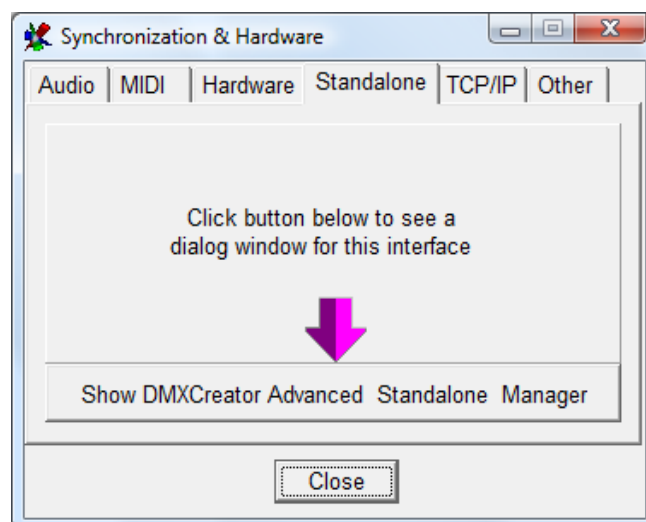 Synchronization & Hardware
Audio MIDI Hardware Standalone TCP/IP Other
Click button below to see a
dialog window for this interface
Show DMXCreator Advanced Standalone Manager
Close